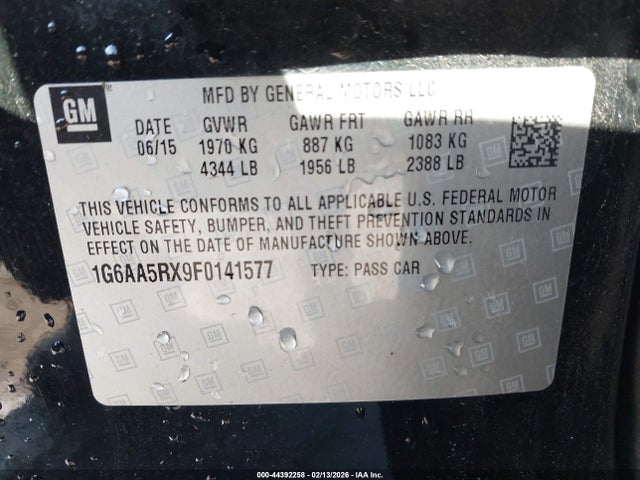 GM MFD BY GENERAL MOTORS LLC
DATE GVWR GAWR FRT GAWR RR
06/15 1970 KG 887 KG 1083 KG
4344 LB 1956 LB 2388 LB
THIS VEHICLE CONFORMS TO ALL APPLICABLE U.S. FEDERAL MOTOR
VEHICLE SAFETY, BUMPER, AND THEFT PREVENTION STANDARDS IN
EFFECT ON THE DATE OF MANUFACTURE SHOWN ABOVE.
1G6AA5RX9F0141577 TYPE: PASS CAR
000-44392258 - 02/13/2026 - IAA Inc.